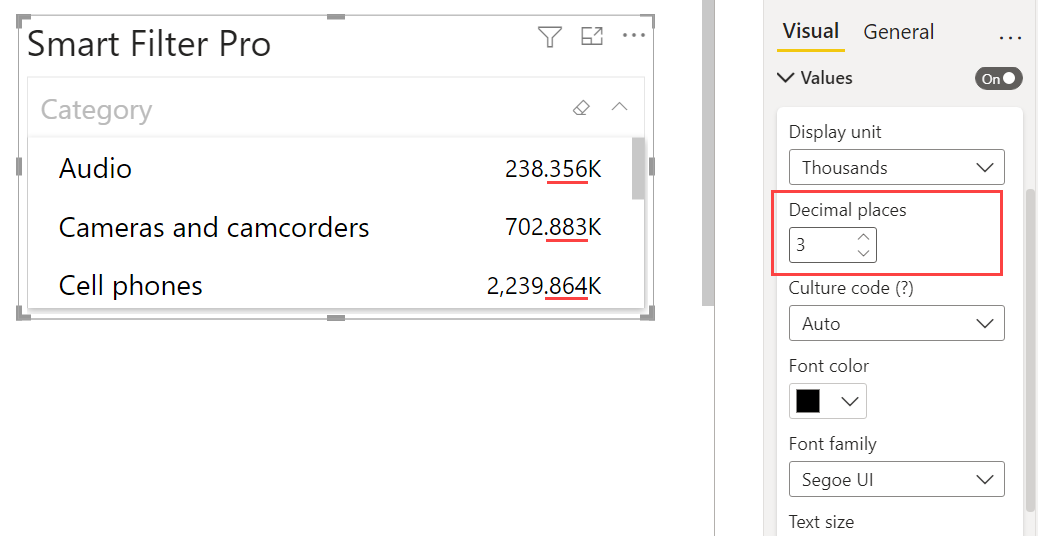 Smart Filter Pro
Category
Audio 238.356K
Cameras and camcorders 702.883K
Cell phones 2,239.864K
Visual General
Values On
Display unit
Thousands
Decimal places
3
Culture code (?)
Auto
Font color
Font family
Segoe UI
Text size